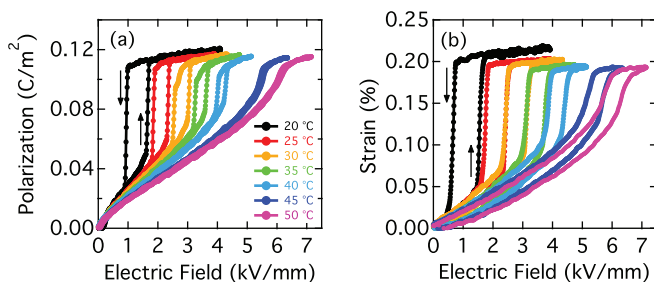 (a)
Polarization (C/m²)
0.12
0.08
0.04
0.00
20 ℃
25 ℃
30 ℃
35 ℃
40 ℃
45 ℃
50 ℃
0 1 2 3 4 5 6 7
Electric Field (kV/mm)
(b)
Strain (%)
0.25
0.20
0.15
0.10
0.05
0.00
0 1 2 3 4 5 6 7
Electric Field (kV/mm)